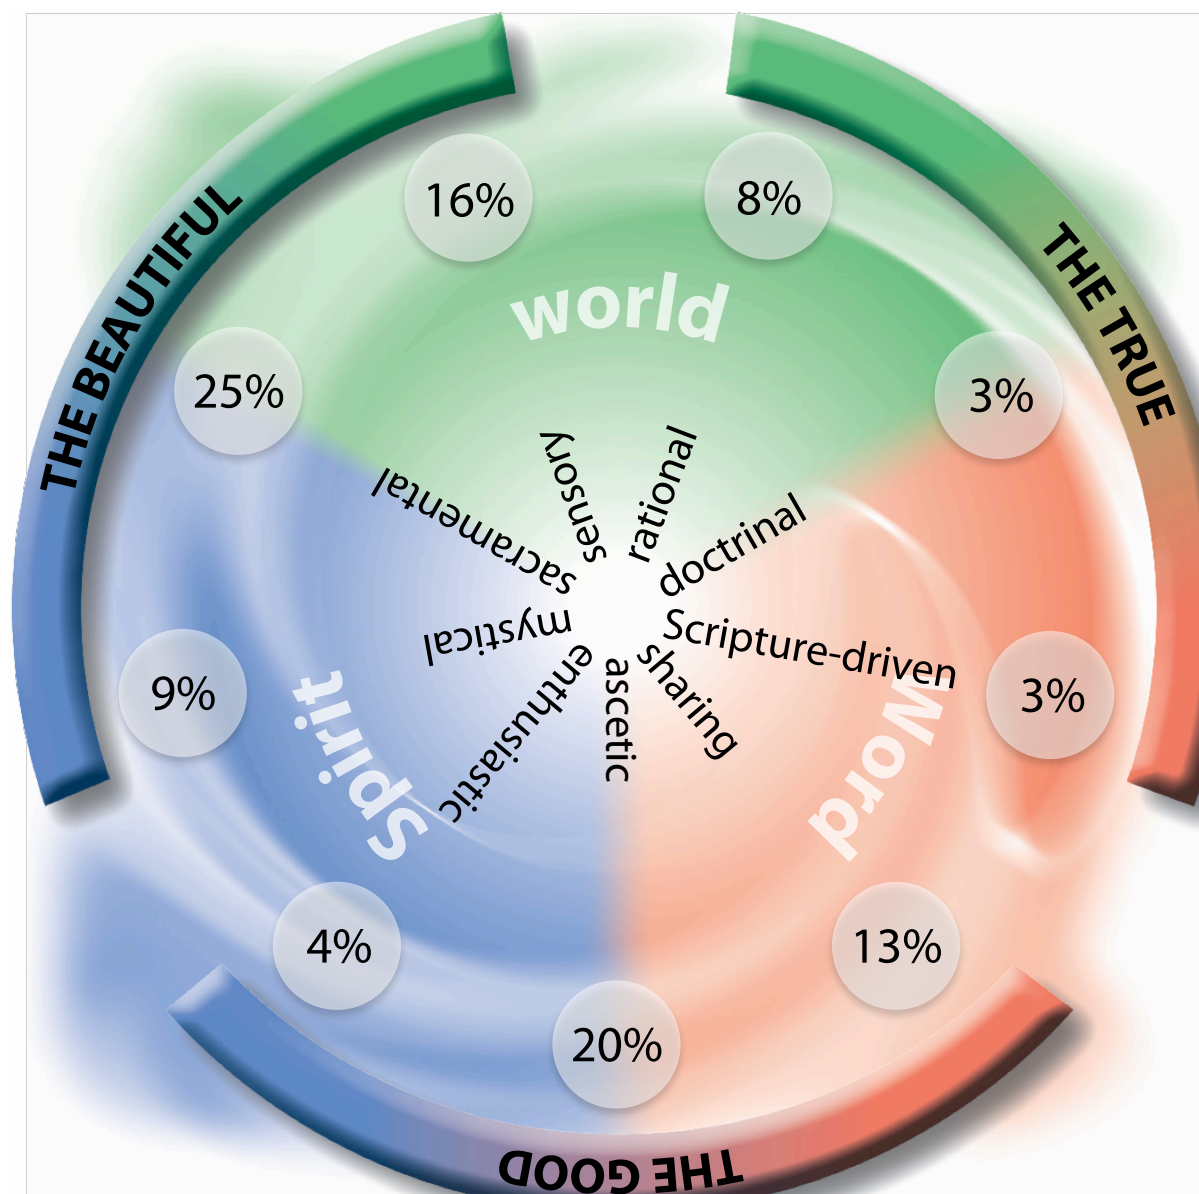 THE BEAUTIFUL
THE TRUE
THE GOOD
16%
8%
25%
3%
9%
3%
4%
13%
20%
world
Spirit
Word
sensory
rational
sacramental
doctrinal
mystical
Scripture-driven
enthusiastic
ascetic
sharing